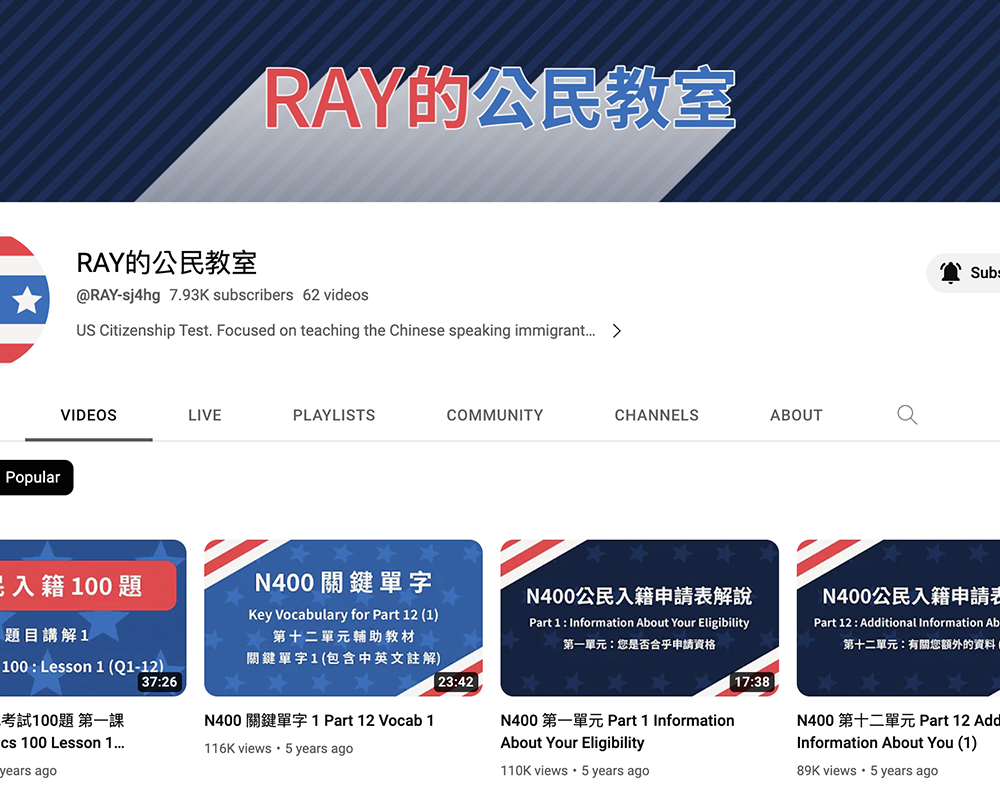 RAY的公民教室
RAY的公民教室
@RAY-sj4hg 7.93K subscribers 62 videos
US Citizenship Test. Focused on teaching the Chinese speaking immigrant...
Subs
VIDEOS LIVE PLAYLISTS COMMUNITY CHANNELS ABOUT
Popular
民入籍100題
題目講解1
100 : Lesson 1 (Q1-12)
37:26
考試100題 第一課
cs 100 Lesson 1...
years ago
N400關鍵單字
Key Vocabulary for Part 12 (1)
第十二單元輔助教材
關鍵單字1(包含中英文註解)
23:42
N400 關鍵單字 1 Part 12 Vocab 1
116K views • 5 years ago
N400公民入籍申請表解說
Part 1 : Information About Your Eligibility
第一單元：您是否合乎申請資格
17:38
N400 第一單元 Part 1 Information
About Your Eligibility
110K views • 5 years ago
N400公民入籍申請表
Part 12 : Additional Information Ab
第十二單元：有關您額外的資料
N400 第十二單元 Part 12 Add
Information About You (1)
89K views • 5 years ago